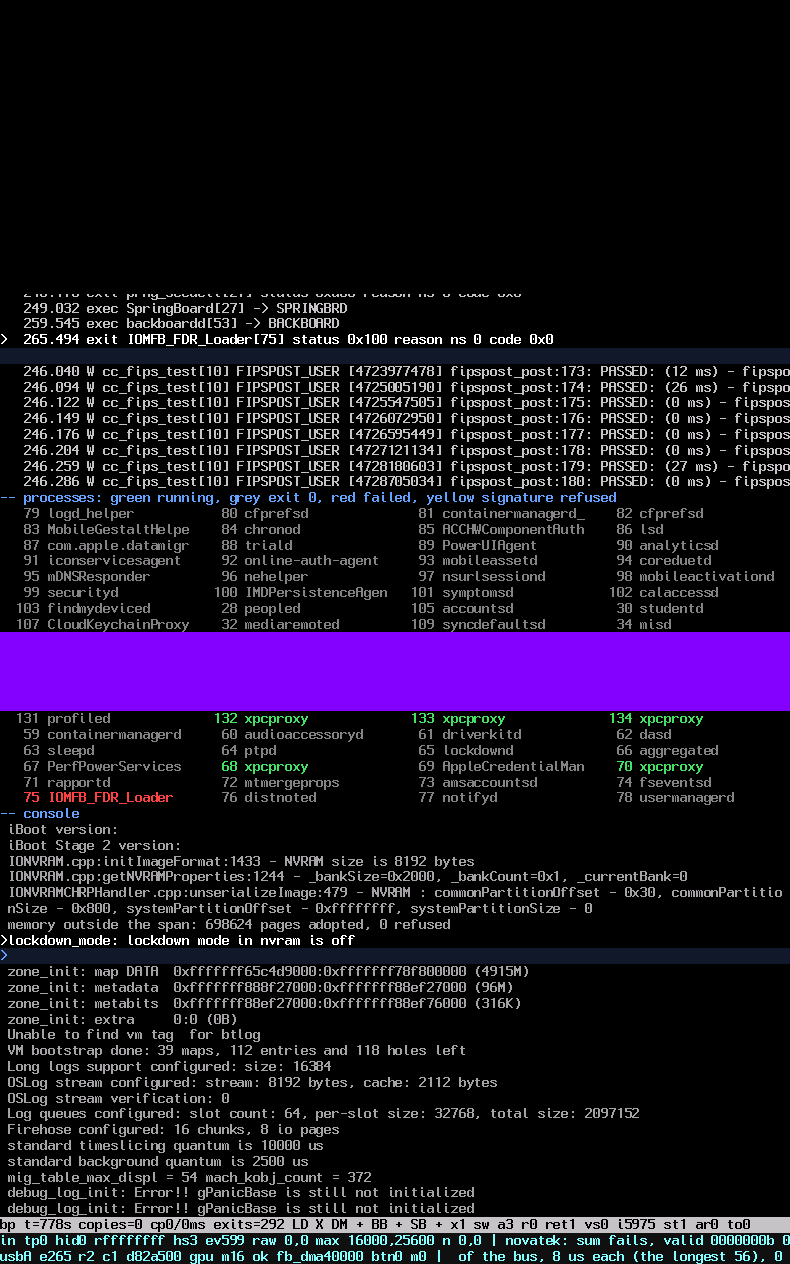 249.032 exec SpringBoard[27] -> SPRINGBRD
259.545 exec backboardd[53] -> BACKBOARD
> 265.494 exit IOMFB_FDR_Loader[75] status 0x100 reason ns 0 code 0x0
246.040 W cc_fips_test[10] FIPSPOST_USER [4723977478] fipspost_post:173: PASSED: (12 ms) - fipspo
246.094 W cc_fips_test[10] FIPSPOST_USER [4725005190] fipspost_post:174: PASSED: (26 ms) - fipspo
246.122 W cc_fips_test[10] FIPSPOST_USER [4725547505] fipspost_post:175: PASSED: (0 ms) - fipspos
246.149 W cc_fips_test[10] FIPSPOST_USER [4726072950] fipspost_post:176: PASSED: (0 ms) - fipspos
246.176 W cc_fips_test[10] FIPSPOST_USER [4726595449] fipspost_post:177: PASSED: (0 ms) - fipspos
246.204 W cc_fips_test[10] FIPSPOST_USER [4727121134] fipspost_post:178: PASSED: (0 ms) - fipspos
246.259 W cc_fips_test[10] FIPSPOST_USER [4728180603] fipspost_post:179: PASSED: (27 ms) - fipspo
246.286 W cc_fips_test[10] FIPSPOST_USER [4728705034] fipspost_post:180: PASSED: (0 ms) - fipspos
-- processes: green running, grey exit 0, red failed, yellow signature refused
79 logd_helper 80 cfprefsd 81 containermanagerd_ 82 cfprefsd
83 MobileGestaltHelpe 84 chronod 85 ACCHWComponentAuth 86 lsd
87 com.apple.datamigr 88 triald 89 PowerUIAgent 90 analyticsd
91 iconservicesagent 92 online-auth-agent 93 mobileassetd 94 coreduetd
95 mDNSResponder 96 nehelper 97 nsurlsessiond 98 mobileactivationd
99 securityd 100 IMDPersistenceAgen 101 symptomsd 102 calaccessd
103 findmydeviced 28 peopled 105 accountsd 30 studentd
107 CloudKeychainProxy 32 mediaremoted 109 syncdefaultsd 34 misd
131 profiled 132 xpcproxy 133 xpcproxy 134 xpcproxy
59 containermanagerd 60 audioaccessoryd 61 driverkitd 62 dasd
63 sleepd 64 ptpd 65 lockdownd 66 aggregated
67 PerfPowerServices 68 xpcproxy 69 AppleCredentialMan 70 xpcproxy
71 rapportd 72 mtmergeprops 73 amsaccountsd 74 fseventsd
75 IOMFB_FDR_Loader 76 distnoted 77 notifyd 78 usermanagerd
-- console
iBoot version:
iBoot Stage 2 version:
IONVRAM.cpp:initImageFormat:1433 - NVRAM size is 8192 bytes
IONVRAM.cpp:getNVRAMProperties:1244 - _bankSize=0x2000, _bankCount=0x1, _currentBank=0
IONVRAMCHRPHandler.cpp:unserializeImage:479 - NVRAM : commonPartitionOffset - 0x30, commonPartitio
nSize - 0x800, systemPartitionOffset - 0xffffffff, systemPartitionSize - 0
memory outside the span: 698624 pages adopted, 0 refused
>lockdown_mode: lockdown mode in nvram is off
>
zone_init: map DATA 0xfffffff65c4d9000:0xfffffff78f800000 (4915M)
zone_init: metadata 0xfffffff888f27000:0xfffffff88ef27000 (96M)
zone_init: metabits 0xfffffff88ef27000:0xfffffff88ef76000 (316K)
zone_init: extra 0:0 (0B)
Unable to find vm tag for btlog
VM bootstrap done: 39 maps, 112 entries and 118 holes left
Long logs support configured: size: 16384
OSLog stream configured: stream: 8192 bytes, cache: 2112 bytes
OSLog stream verification: 0
Log queues configured: slot count: 64, per-slot size: 32768, total size: 2097152
Firehose configured: 16 chunks, 8 io pages
standard timeslicing quantum is 10000 us
standard background quantum is 2500 us
mig_table_max_displ = 54 mach_kobj_count = 372
debug_log_init: Error!! gPanicBase is still not initialized
debug_log_init: Error!! gPanicBase is still not initialized
bp t=778s copies=0 cp0/0ms exits=292 LD X DM + BB + SB + x1 sw a3 r0 ret1 vs0 i5975 st1 ar0 to0
in tp0 hid0 rffffffff hs3 ev599 raw 0,0 max 16000,25600 n 0,0 | novatek: sum fails, valid 0000000b 0
usbA e265 r2 c1 d82a500 gpu m16 ok fb_dma40000 btn0 m0 | of the bus, 8 us each (the longest 56), 0